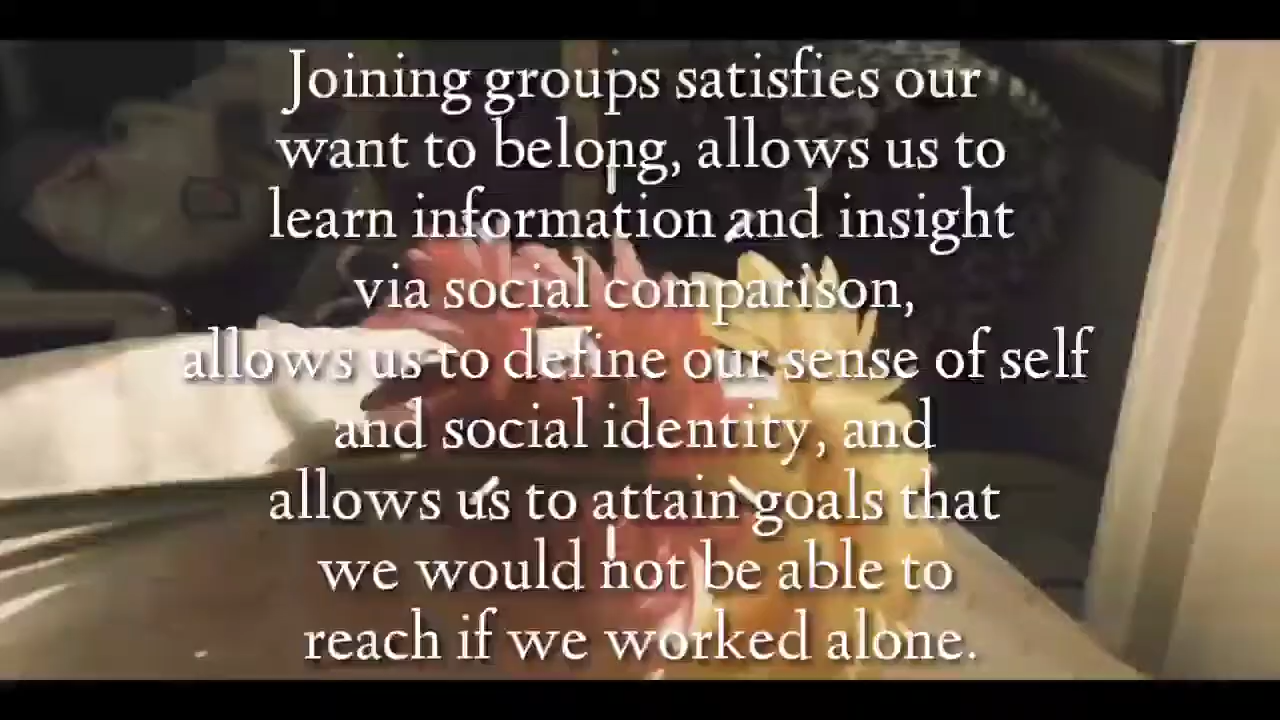 Joining groups satisfies our
want to belong, allows us to
learn information and insight
via social comparison,
allows us to define our sense of self
and social identity, and
allows us to attain goals that
we would not be able to
reach if we worked alone.